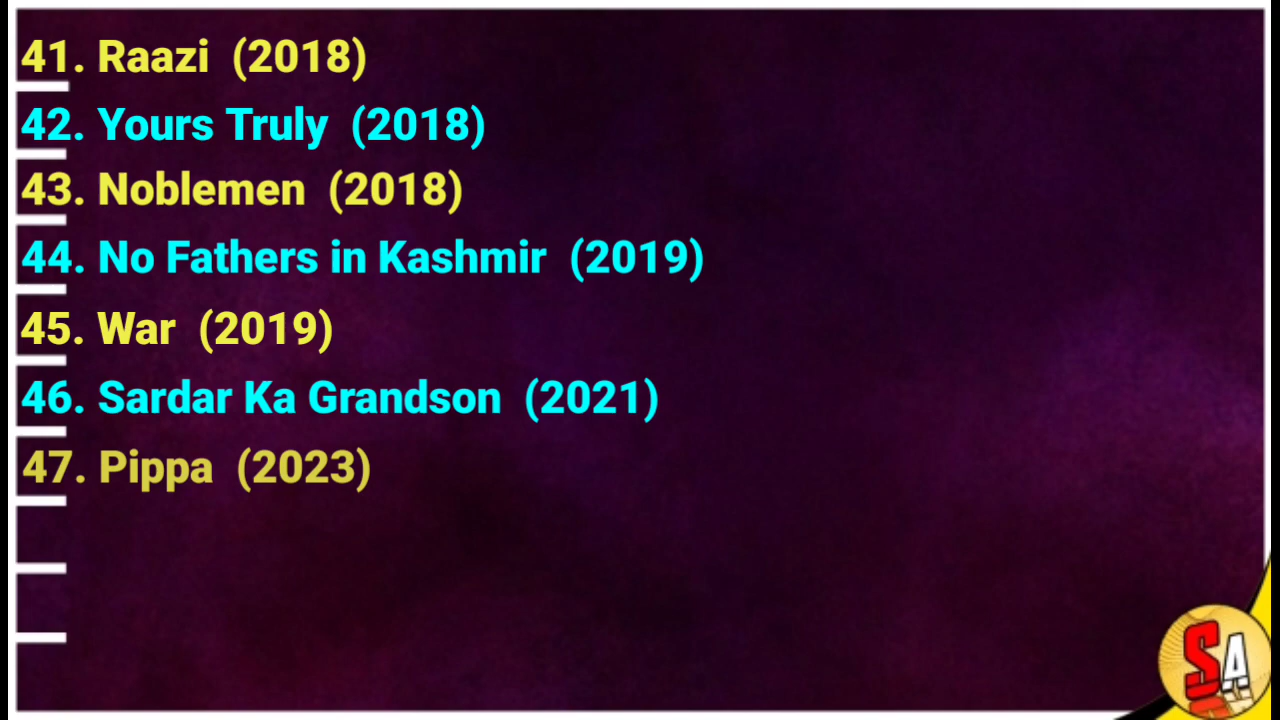 41. Raazi (2018)
42. Yours Truly (2018)
43. Noblemen (2018)
44. No Fathers in Kashmir (2019)
45. War (2019)
46. Sardar Ka Grandson (2021)
47. Pippa (2023)
SA